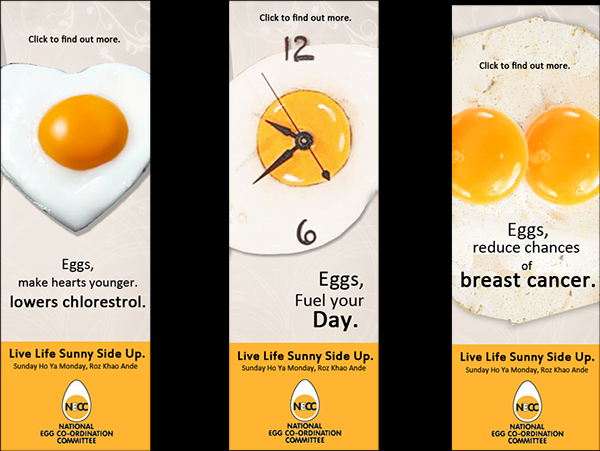 Click to find out more.
Eggs,
make hearts younger.
lowers chlorestrol.
Live Life Sunny Side Up.
Sunday Ho Ya Monday, Roz Khao Ande
NECC
NATIONAL
EGG CO-ORDINATION
COMMITTEE
Click to find out more.
12
6
Eggs,
Fuel your
Day.
Live Life Sunny Side Up.
Sunday Ho Ya Monday, Roz Khao Ande
NECC
NATIONAL
EGG CO-ORDINATION
COMMITTEE
Click to find out more.
Eggs,
reduce chances
of
breast cancer.
Live Life Sunny Side Up.
Sunday Ho Ya Monday, Roz Khao Ande
NECC
NATIONAL
EGG CO-ORDINATION
COMMITTEE